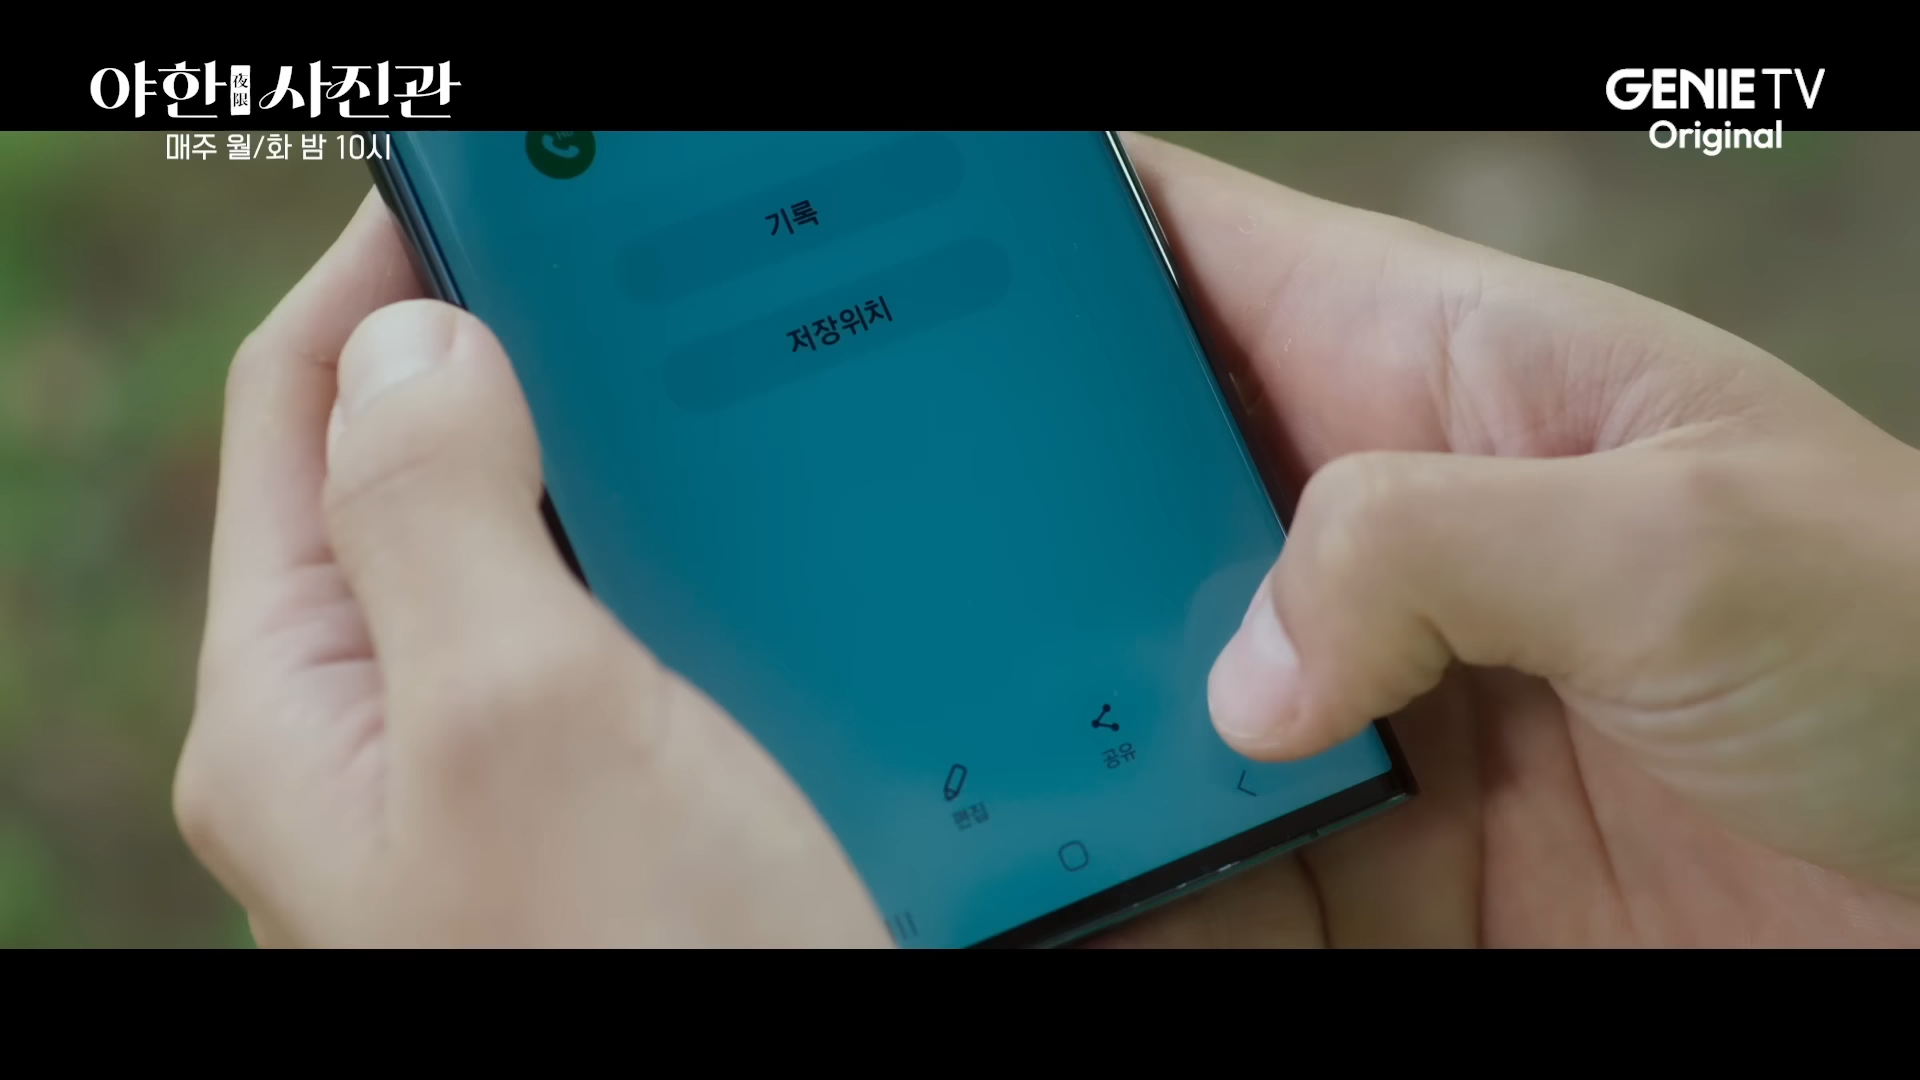 야한夜限사진관
매주 월/화 밤 10시
GENIE TV
Original
기록
저장위치
공유
편집